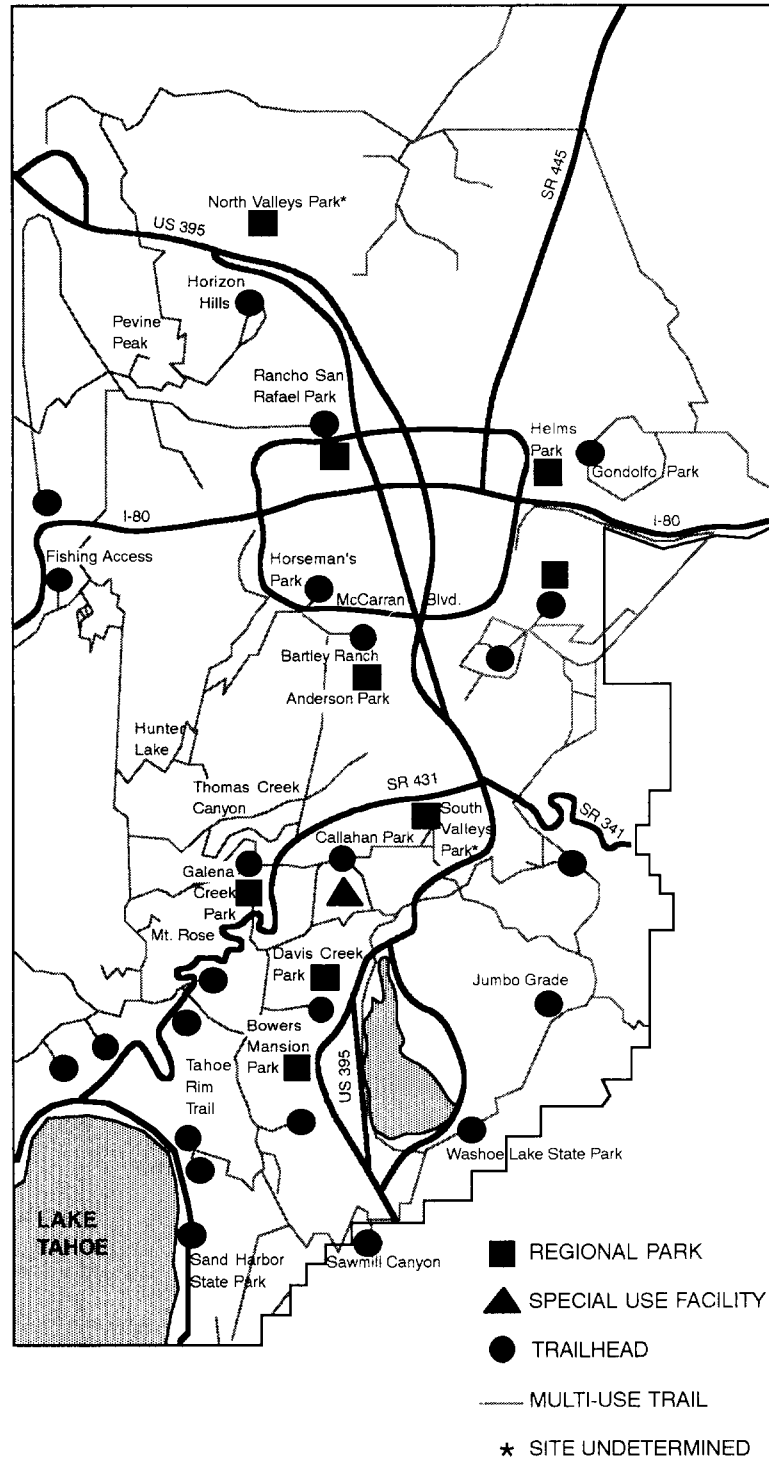 SR 445
North Valleys Park*
US 395
Horizon
Hills
Pevine
Peak
Rancho San
Rafael Park
Helms
Park
Gondolfo Park
I-80
I-80
Fishing Access
Horseman's
Park
McCarran Blvd.
Bartley Ranch
Anderson Park
Hunter
Lake
Thomas Creek
Canyon
SR 431
SR 341
South
Valleys
Park*
Callahan Park
Galena
Creek
Park
Mt. Rose
Davis Creek
Park
Jumbo Grade
Bowers
Mansion
Park
US 395
Tahoe
Rim
Trail
Washoe Lake State Park
LAKE
TAHOE
Sand Harbor
State Park
Sawmill Canyon
REGIONAL PARK
SPECIAL USE FACILITY
TRAILHEAD
MULTI-USE TRAIL
* SITE UNDETERMINED